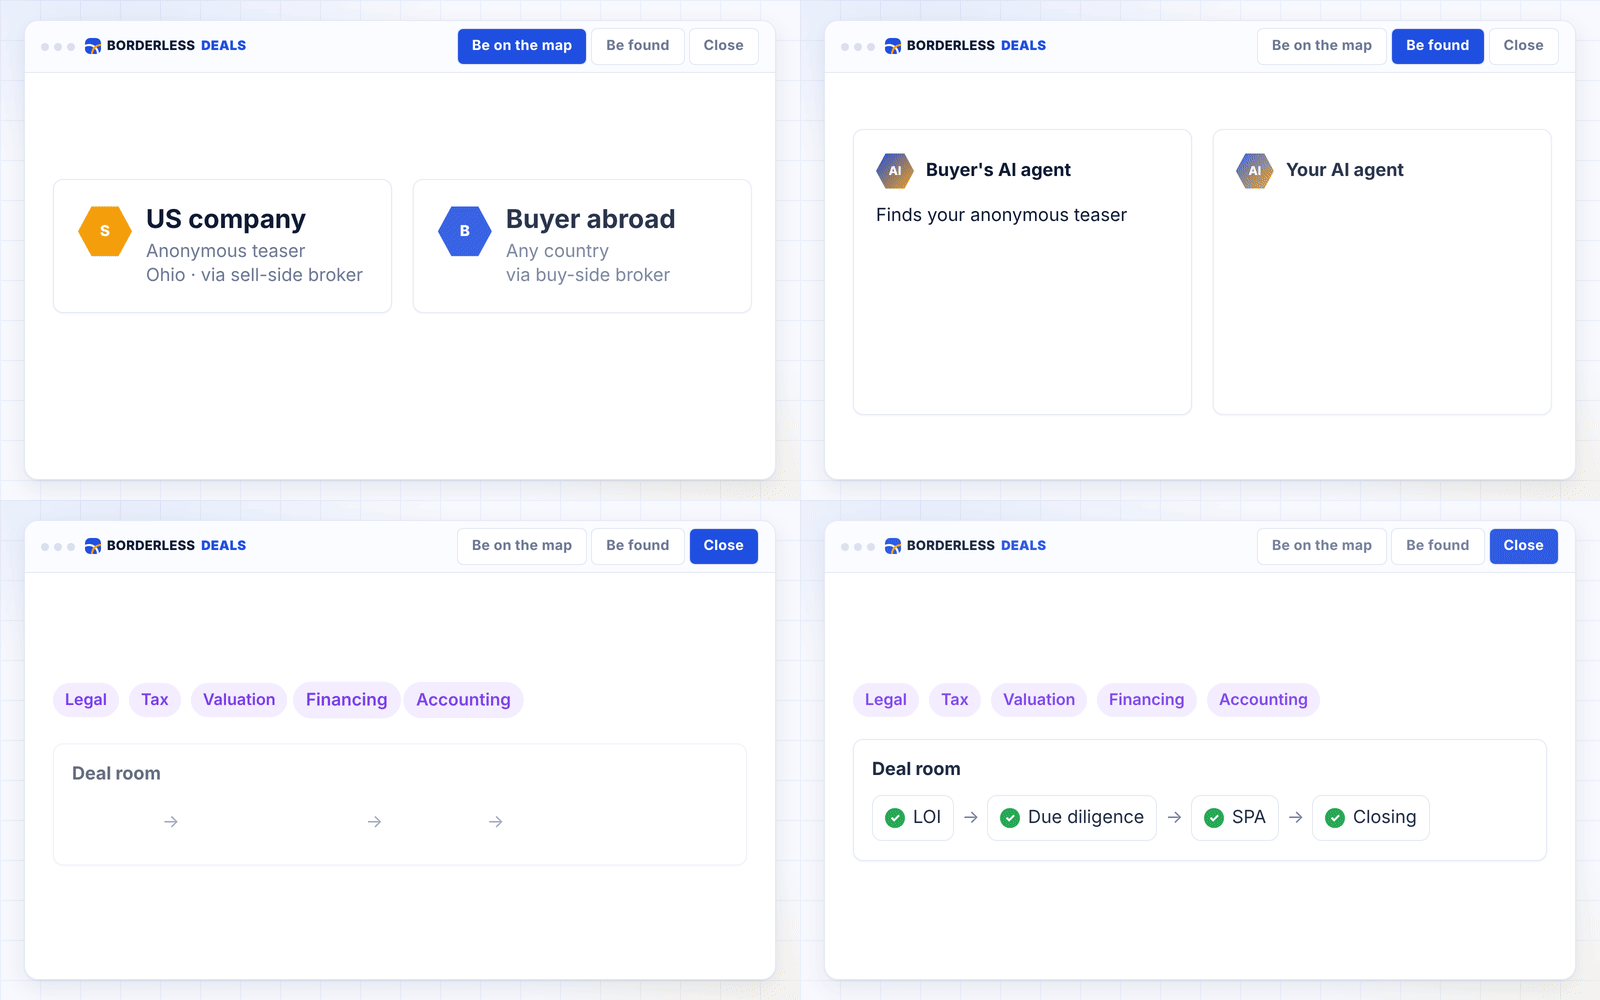 BORDERLESS DEALS
Be on the map
Be found
Close
S
US company
Anonymous teaser
Ohio · via sell-side broker
B
Buyer abroad
Any country
via buy-side broker
BORDERLESS DEALS
Be on the map
Be found
Close
AI
Buyer's AI agent
Finds your anonymous teaser
AI
Your AI agent
BORDERLESS DEALS
Be on the map
Be found
Close
Legal
Tax
Valuation
Financing
Accounting
Deal room
→ → →
BORDERLESS DEALS
Be on the map
Be found
Close
Legal
Tax
Valuation
Financing
Accounting
Deal room
LOI → Due diligence → SPA → Closing